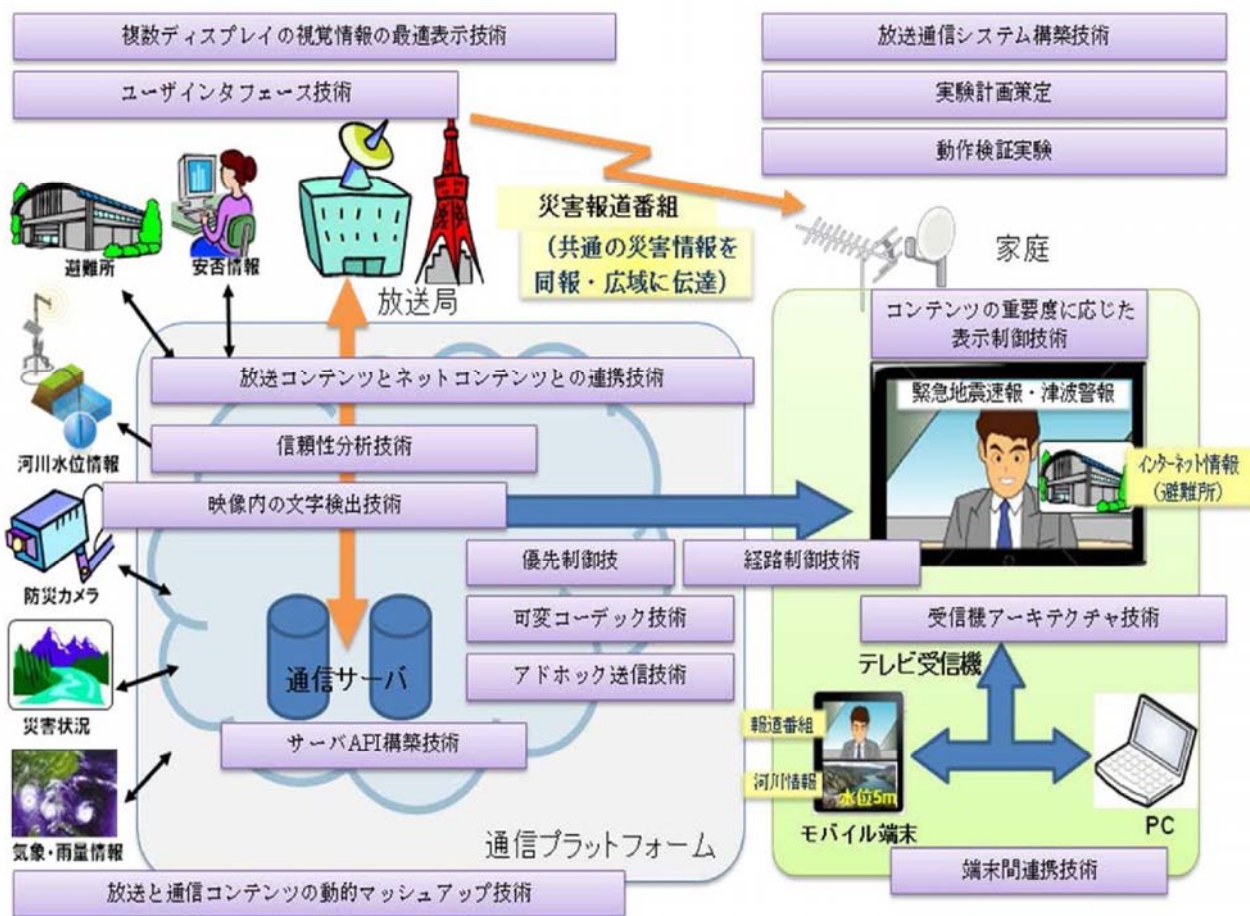 複数ディスプレイの視覚情報の最適表示技術
放送通信システム構築技術
ユーザインタフェース技術
実験計画策定
動作検証実験
災害報道番組
(共通の災害情報を
同報・広域に伝達)
避難所
安否情報
放送局
家庭
コンテンツの重要度に応じた
表示制御技術
放送コンテンツとネットコンテンツとの連携技術
緊急地震速報・津波警報
信頼性分析技術
河川水位情報
インターネット情報
(避難所)
映像内の文字検出技術
優先制御技
経路制御技術
防災カメラ
可変コーデック技術
受信機アーキテクチャ技術
アドホック送信技術
テレビ受信機
通信サーバ
災害状況
サーバAPI構築技術
報道番組
河川情報
水位5m
モバイル端末
PC
気象・雨量情報
通信プラットフォーム
端末間連携技術
放送と通信コンテンツの動的マッシュアップ技術